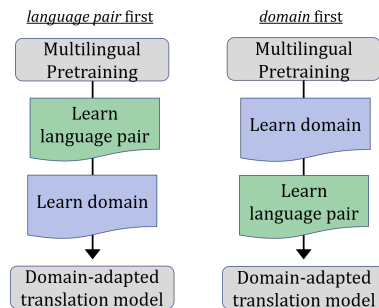 language pair first
Multilingual
Pretraining
Learn
language pair
Learn domain
Domain-adapted
translation model
domain first
Multilingual
Pretraining
Learn domain
Learn
language pair
Domain-adapted
translation model